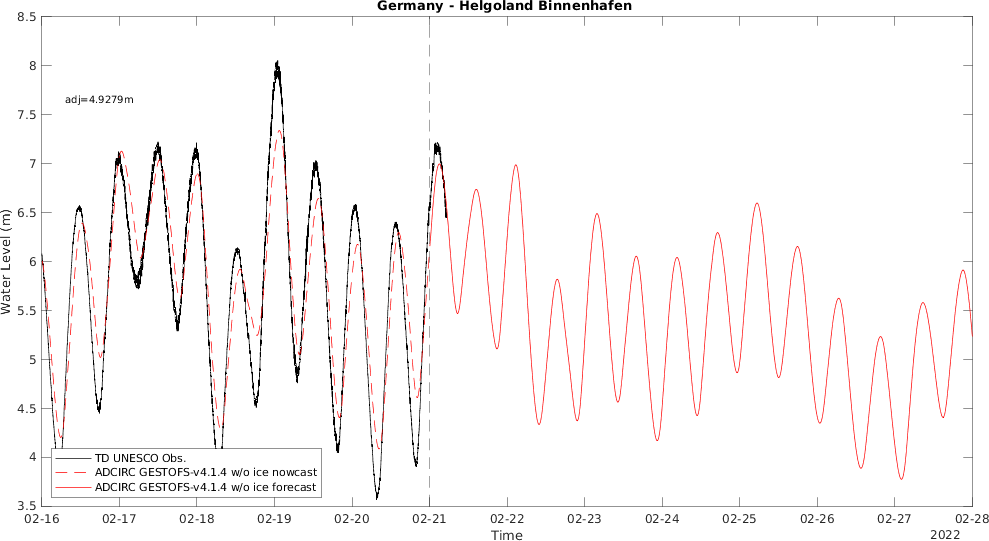 Germany - Helgoland Binnenhafen
8.5
8
7.5
7
6.5
6
5.5
5
4.5
4
3.5
Water Level (m)
adj=4.9279m
TD UNESCO Obs.
ADCIRC GESTOFS-v4.1.4 w/o ice nowcast
ADCIRC GESTOFS-v4.1.4 w/o ice forecast
02-16 02-17 02-18 02-19 02-20 02-21 02-22 02-23 02-24 02-25 02-26 02-27 02-28
Time
2022